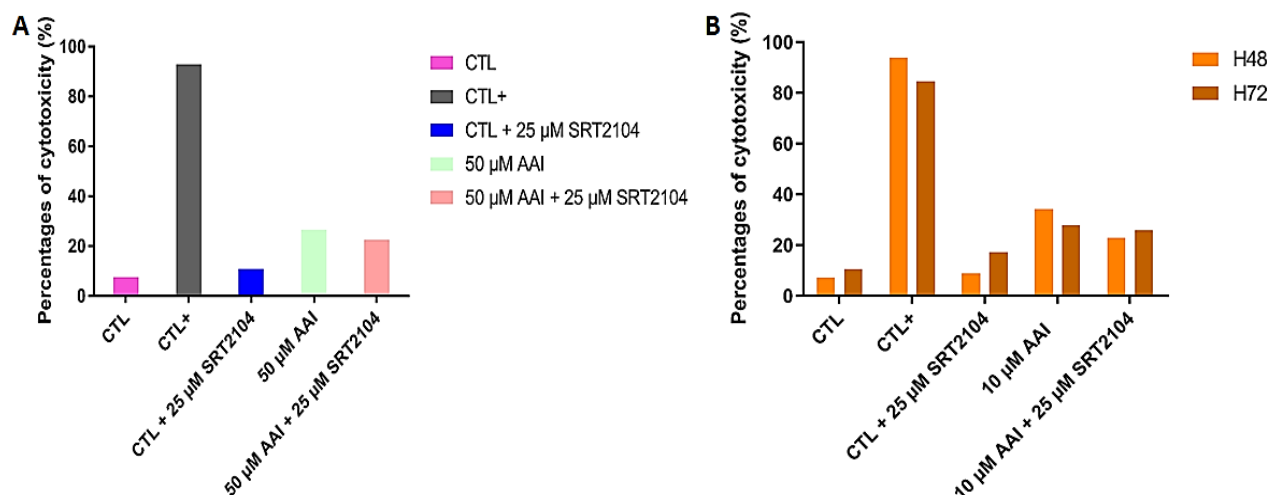 A
Percentages of cytotoxicity (%)
100
80
60
40
20
0
CTL
CTL+
CTL + 25 µM SRT2104
50 µM AAI
50 µM AAI + 25 µM SRT2104
CTL
CTL+
CTL + 25 µM SRT2104
50 µM AAI
50 µM AAI + 25 µM SRT2104
B
Percentages of cytotoxicity (%)
100
80
60
40
20
0
CTL
CTL+
CTL + 25 µM SRT2104
10 µM AAI
10 µM AAI + 25 µM SRT2104
H48
H72